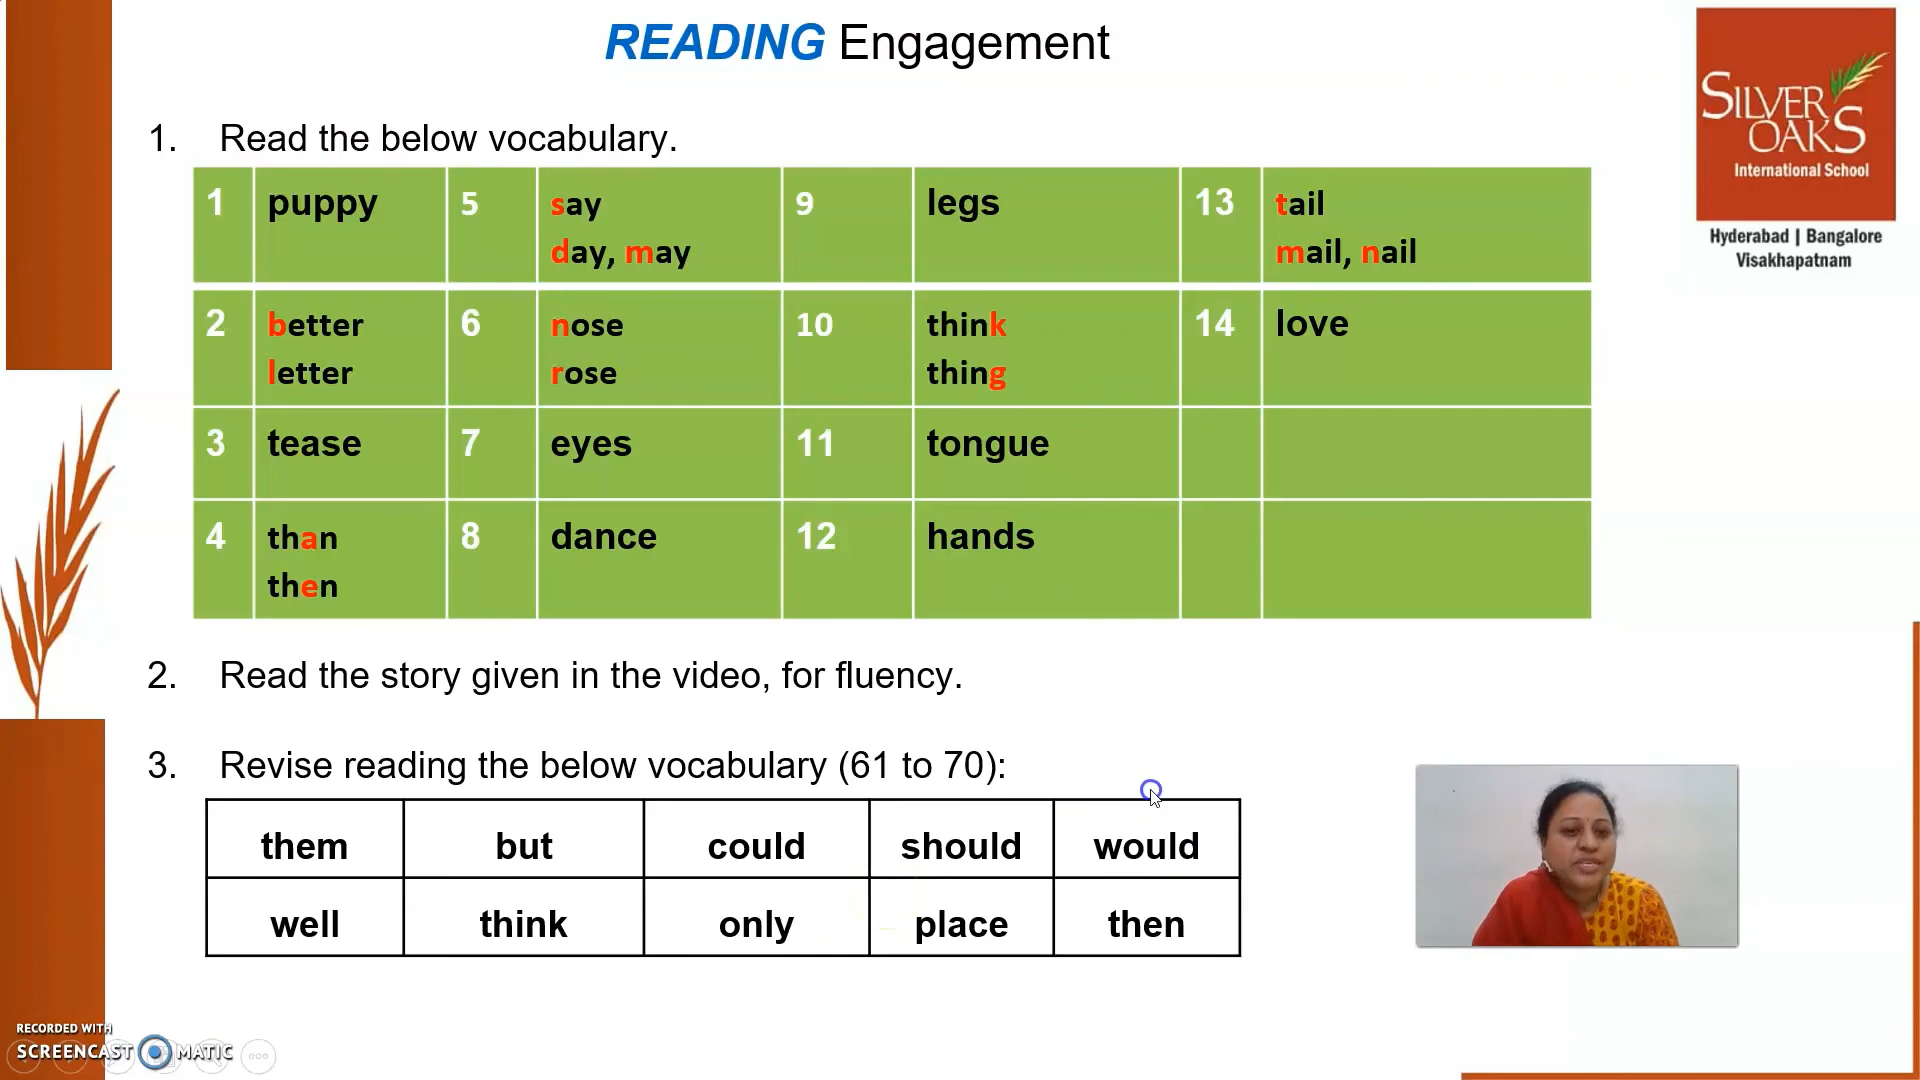 READING Engagement
SILVER
OAKS
International School
Hyderabad | Bangalore
Visakhapatnam
1. Read the below vocabulary.
1 puppy 5 say 9 legs 13 tail
day, may mail, nail
2 better 6 nose 10 think 14 love
letter rose thing
3 tease 7 eyes 11 tongue
4 than 8 dance 12 hands
then
2. Read the story given in the video, for fluency.
3. Revise reading the below vocabulary (61 to 70):
them but could should would
well think only place then
RECORDED WITH
SCREENCAST MATIC